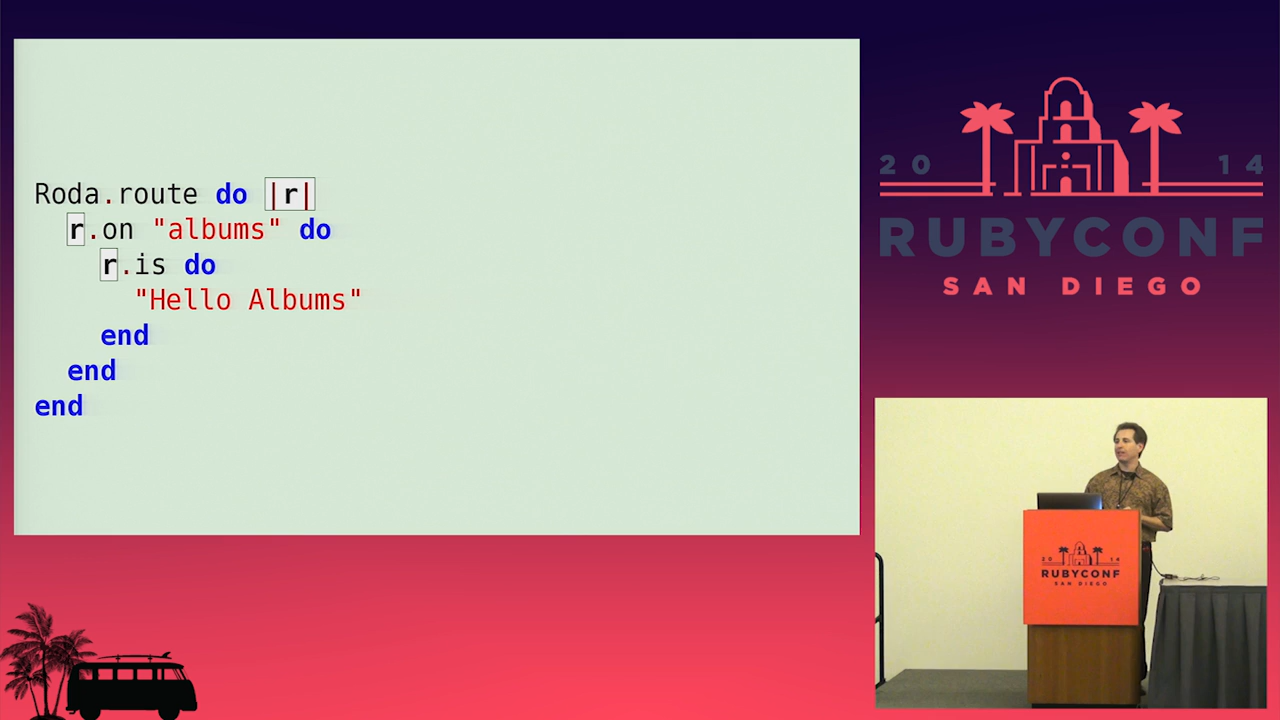 Roda.route do |r|
  r.on "albums" do
    r.is do
      "Hello Albums"
    end
  end
end
20 14
RUBYCONF
SAN DIEGO
20 14
RUBYCONF
SAN DIEGO